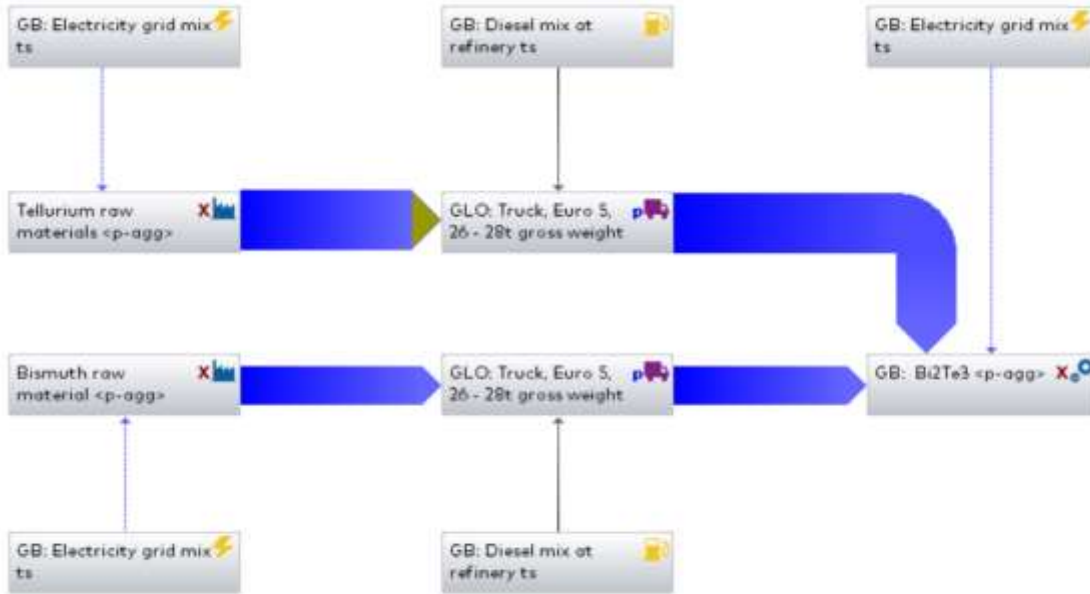 GB: Electricity grid mix
ts
GB: Diesel mix at
refinery ts
GB: Electricity grid mix
ts
Tellurium raw
materials <p-agg>
X
GLO: Truck, Euro 5,
26 - 28t gross weight
p
Bismuth raw
material <p-agg>
X
GLO: Truck, Euro 5,
26 - 28t gross weight
p
GB: Bi2Te3 <p-agg>
X
GB: Electricity grid mix
ts
GB: Diesel mix at
refinery ts